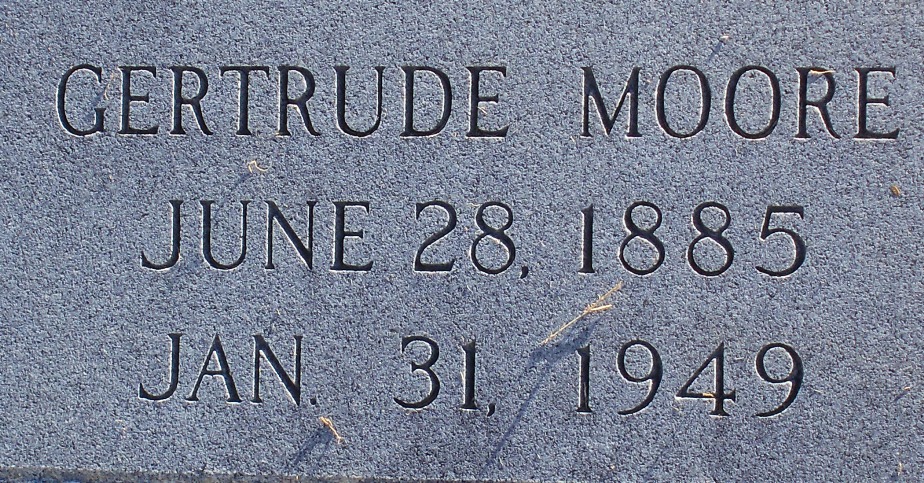 GERTRUDE MOORE
JUNE 28, 1885
JAN. 31, 1949